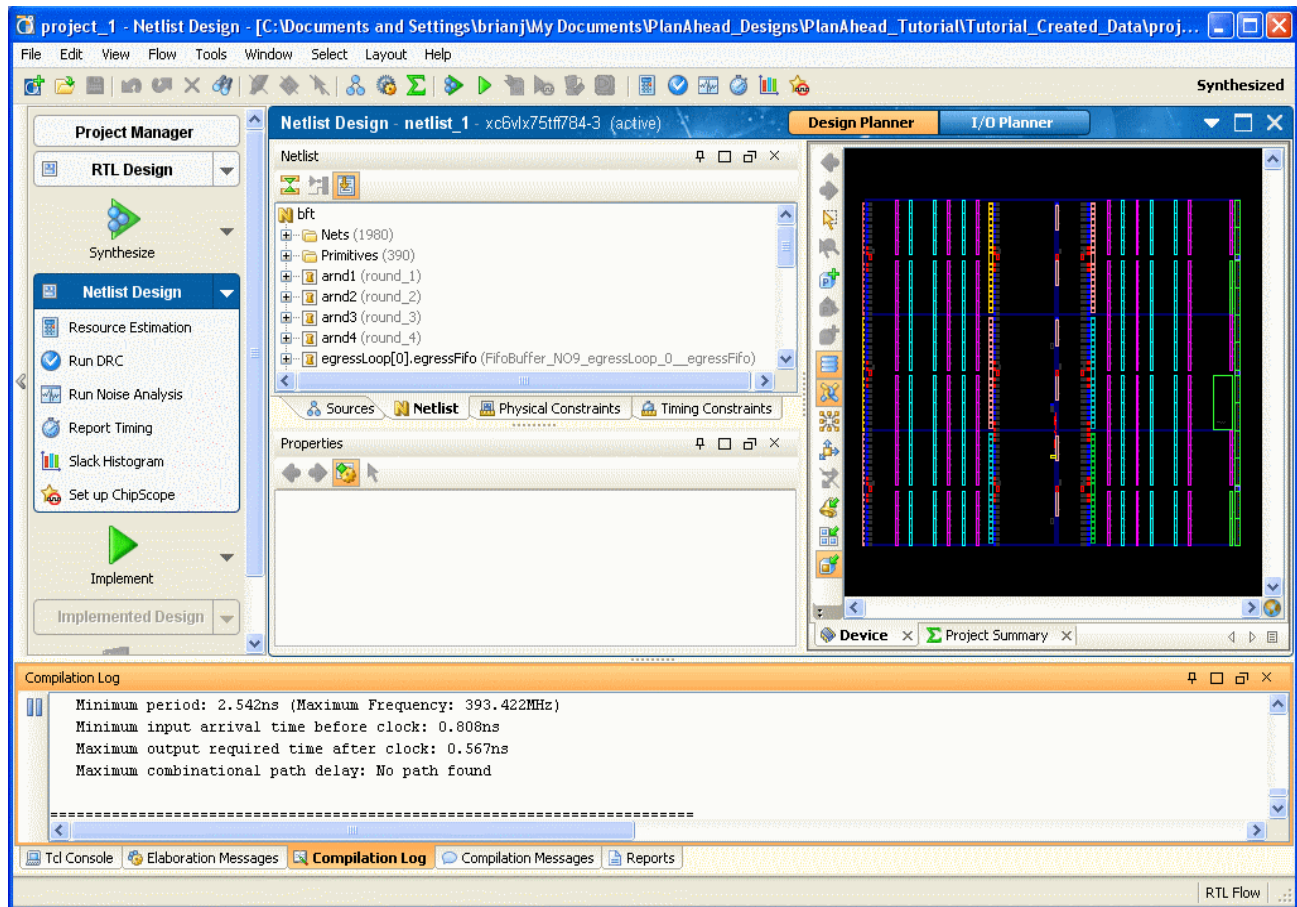 project_1 - Netlist Design - [C:\Documents and Settings\brianj\My Documents\PlanAhead_Designs\PlanAhead_Tutorial\Tutorial_Created_Data\proj...
File Edit View Flow Tools Window Select Layout Help
Synthesized
Project Manager
RTL Design
Synthesize
Netlist Design
Resource Estimation
Run DRC
Run Noise Analysis
Report Timing
Slack Histogram
Set up ChipScope
Implement
Implemented Design
Netlist Design - netlist_1 - xc6vlx75tff784-3 (active)
Design Planner
I/O Planner
Netlist
bft
Nets (1980)
Primitives (390)
arnd1 (round_1)
arnd2 (round_2)
arnd3 (round_3)
arnd4 (round_4)
egressLoop[0].egressFifo (FifoBuffer_NO9_egressLoop_0__egressFifo)
Sources Netlist Physical Constraints Timing Constraints
Properties
Device Project Summary
Compilation Log
Minimum period: 2.542ns (Maximum Frequency: 393.422MHz)
Minimum input arrival time before clock: 0.808ns
Maximum output required time after clock: 0.567ns
Maximum combinational path delay: No path found
=========================================================================
Tcl Console Elaboration Messages Compilation Log Compilation Messages Reports
RTL Flow